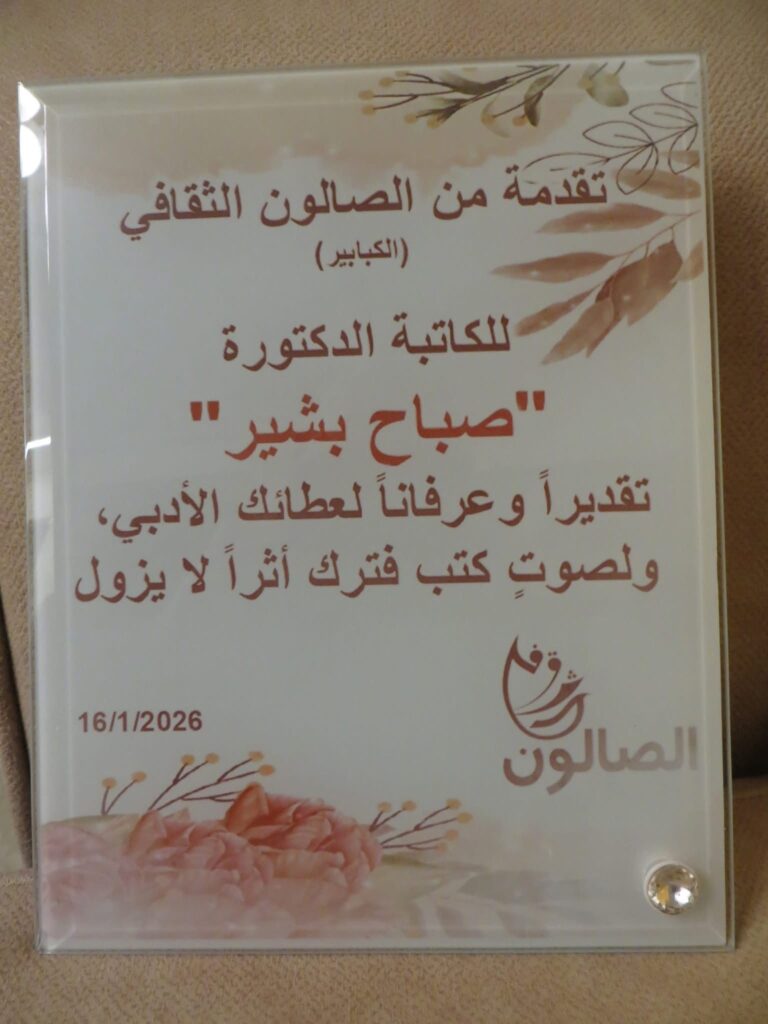 تقدمة من الصالون الثقافي
(الكبابير)
للكاتبة الدكتورة
"صباح بشير"
تقديراً وعرفاناً لعطائك الأدبي،
ولصوتٍ كتب فترك أثراً لا يزول
16/1/2026
الصالون